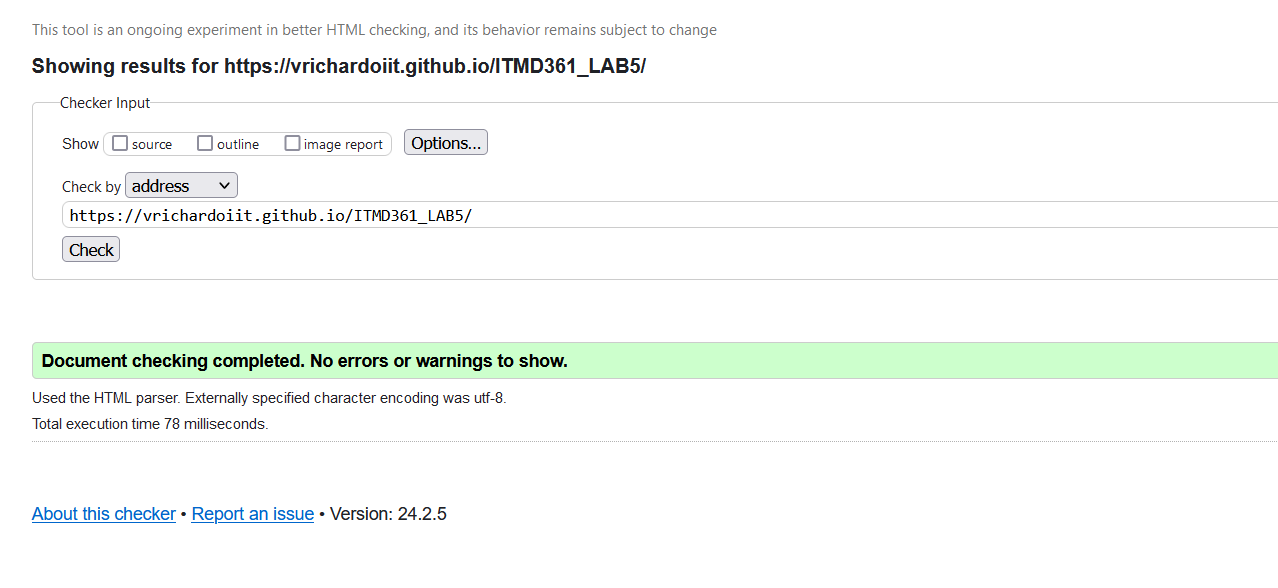 This tool is an ongoing experiment in better HTML checking, and its behavior remains subject to change
Showing results for https://vrichardoiit.github.io/ITMD361_LAB5/
Checker Input
Show source outline image report Options...
Check by address
https://vrichardoiit.github.io/ITMD361_LAB5/
Check
Document checking completed. No errors or warnings to show.
Used the HTML parser. Externally specified character encoding was utf-8.
Total execution time 78 milliseconds.
About this checker • Report an issue • Version: 24.2.5